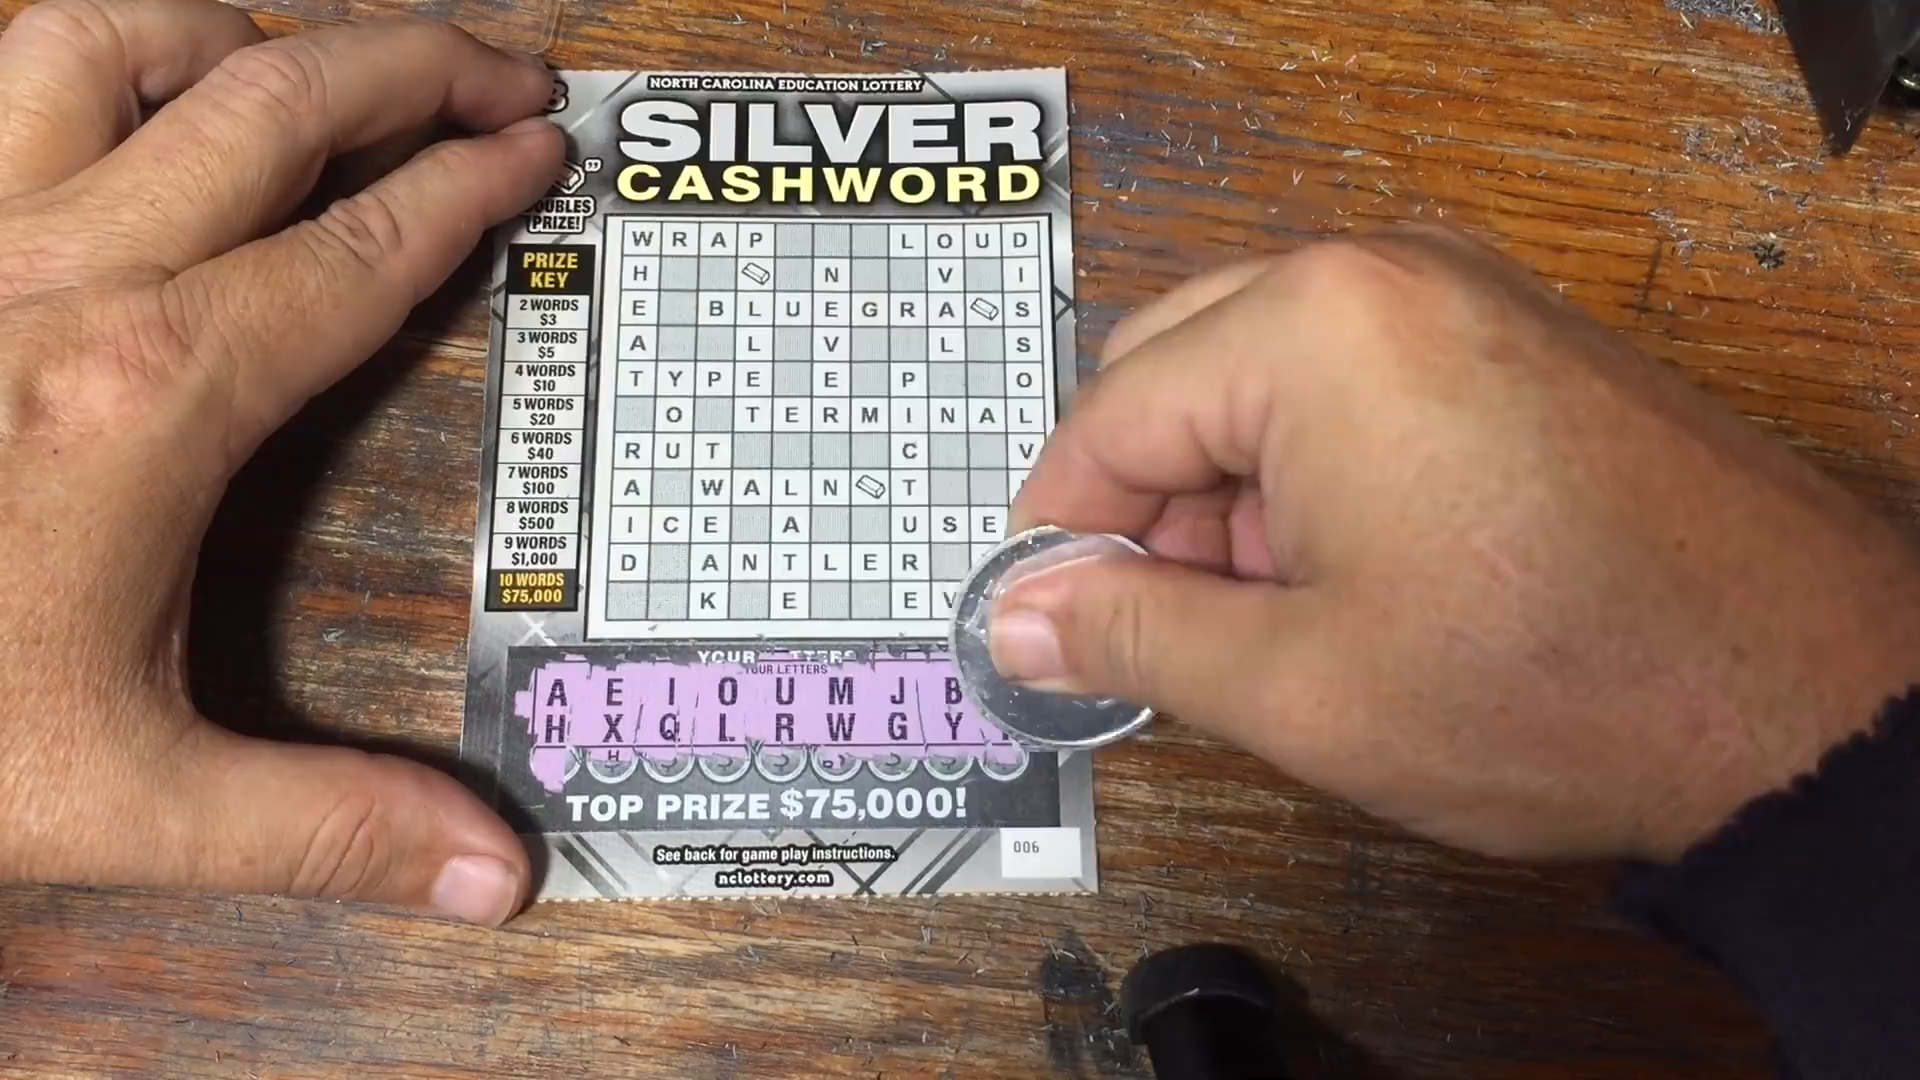 NORTH CAROLINA EDUCATION LOTTERY
SILVER
CASHWORD
DOUBLES
PRIZE!
PRIZE
KEY
2 WORDS
$3
3 WORDS
$5
4 WORDS
$10
5 WORDS
$20
6 WORDS
$40
7 WORDS
$100
8 WORDS
$500
9 WORDS
$1,000
10 WORDS
$75,000
W R A P L O U D
H N V I
E B L U E G R A S
A L V L S
T Y P E E P O
O T E R M I N A L
R U T C V
A W A L N T
I C E A U S E
D A N T L E R
K E E V
YOUR LETTERS
YOUR LETTERS
A E I O U M J B
H X Q L R W G Y
TOP PRIZE $75,000!
See back for game play instructions.
nclottery.com
006